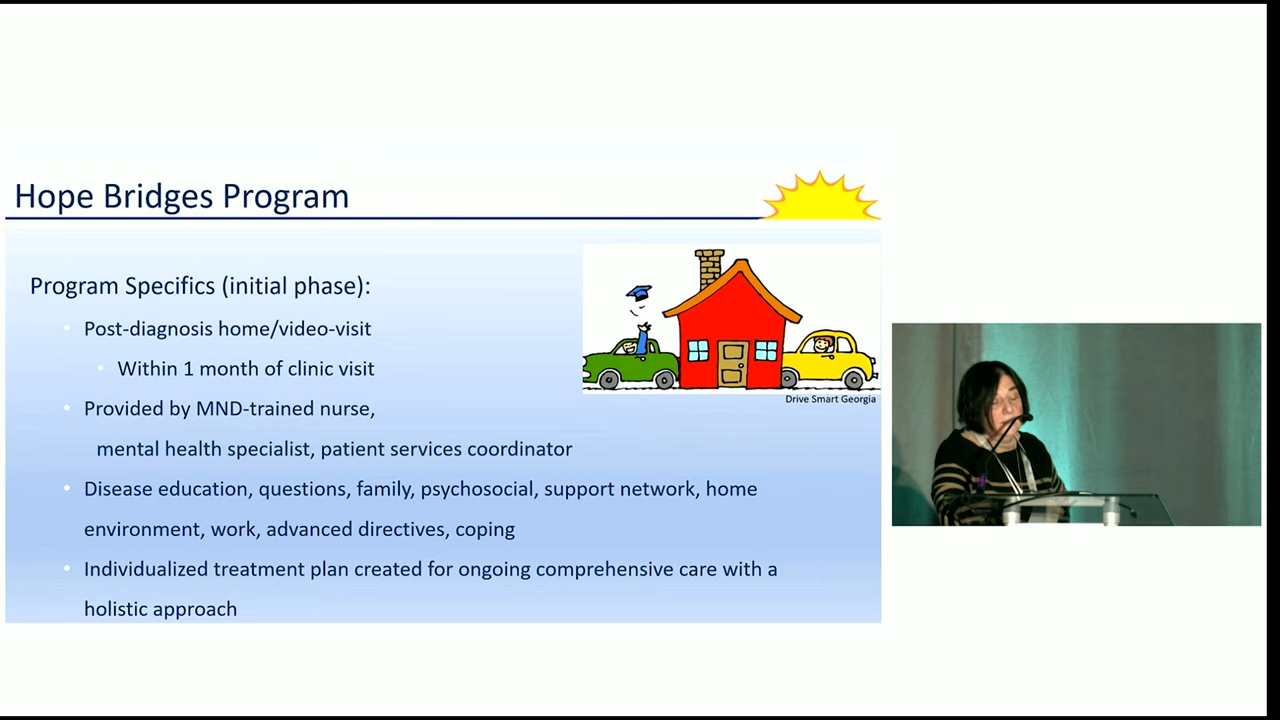 Hope Bridges Program
Program Specifics (initial phase):
Post-diagnosis home/video-visit
Within 1 month of clinic visit
Provided by MND-trained nurse,
mental health specialist, patient services coordinator
Disease education, questions, family, psychosocial, support network, home
environment, work, advanced directives, coping
Individualized treatment plan created for ongoing comprehensive care with a
holistic approach
Drive Smart Georgia